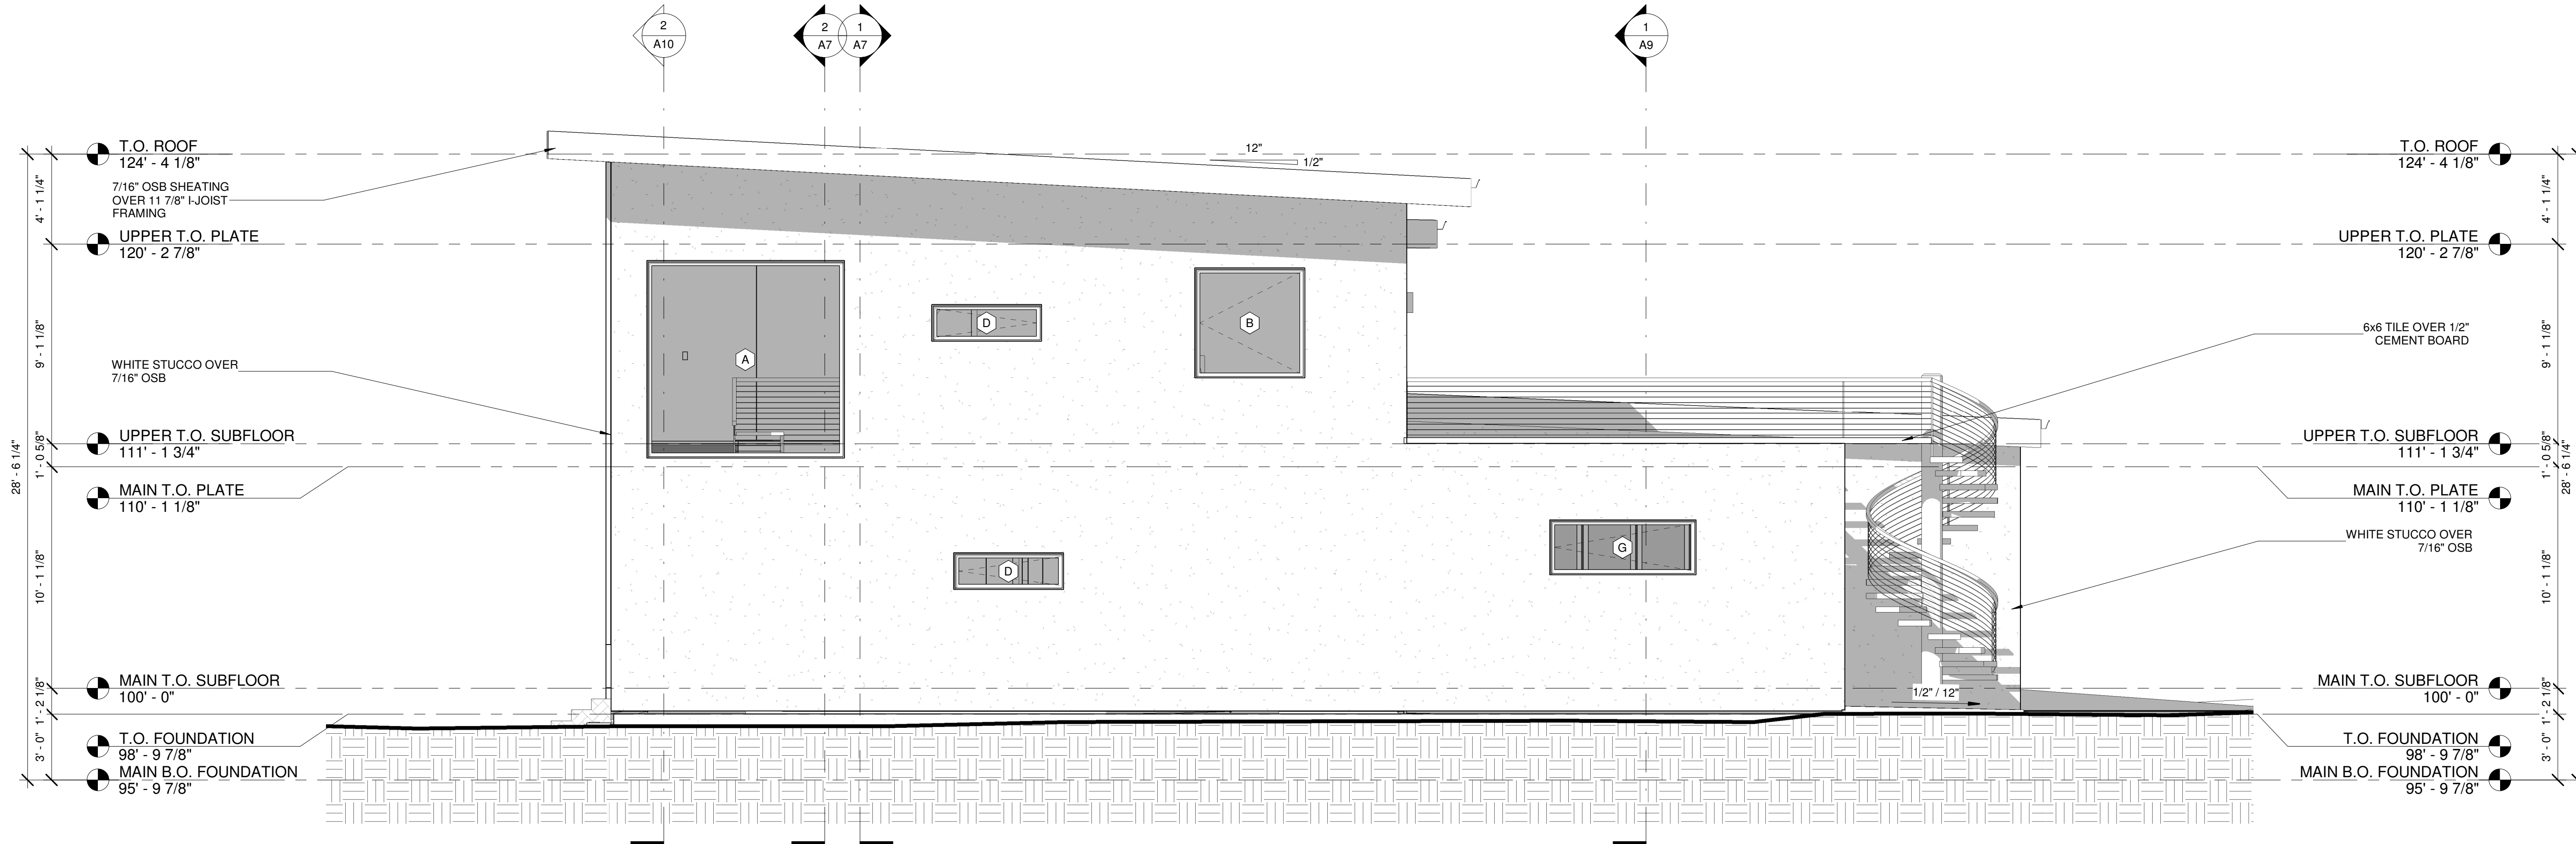 2
A10
2
A7
1
A7
1
A9
T.O. ROOF
124' - 4 1/8"
7/16" OSB SHEATING
OVER 11 7/8" I-JOIST
FRAMING
UPPER T.O. PLATE
120' - 2 7/8"
WHITE STUCCO OVER
7/16" OSB
UPPER T.O. SUBFLOOR
111' - 1 3/4"
MAIN T.O. PLATE
110' - 1 1/8"
MAIN T.O. SUBFLOOR
100' - 0"
T.O. FOUNDATION
98' - 9 7/8"
MAIN B.O. FOUNDATION
95' - 9 7/8"
28' - 6 1/4"
4' - 1 1/4"
9' - 1 1/8"
1' - 0 5/8"
10' - 1 1/8"
1' - 2 1/8"
3' - 0"
12"
1/2"
A
D
B
D
G
1/2" / 12"
T.O. ROOF
124' - 4 1/8"
UPPER T.O. PLATE
120' - 2 7/8"
6x6 TILE OVER 1/2"
CEMENT BOARD
UPPER T.O. SUBFLOOR
111' - 1 3/4"
MAIN T.O. PLATE
110' - 1 1/8"
WHITE STUCCO OVER
7/16" OSB
MAIN T.O. SUBFLOOR
100' - 0"
T.O. FOUNDATION
98' - 9 7/8"
MAIN B.O. FOUNDATION
95' - 9 7/8"
4' - 1 1/4"
9' - 1 1/8"
1' - 0 5/8"
10' - 1 1/8"
1' - 2 1/8"
3' - 0"
28' - 6 1/4"